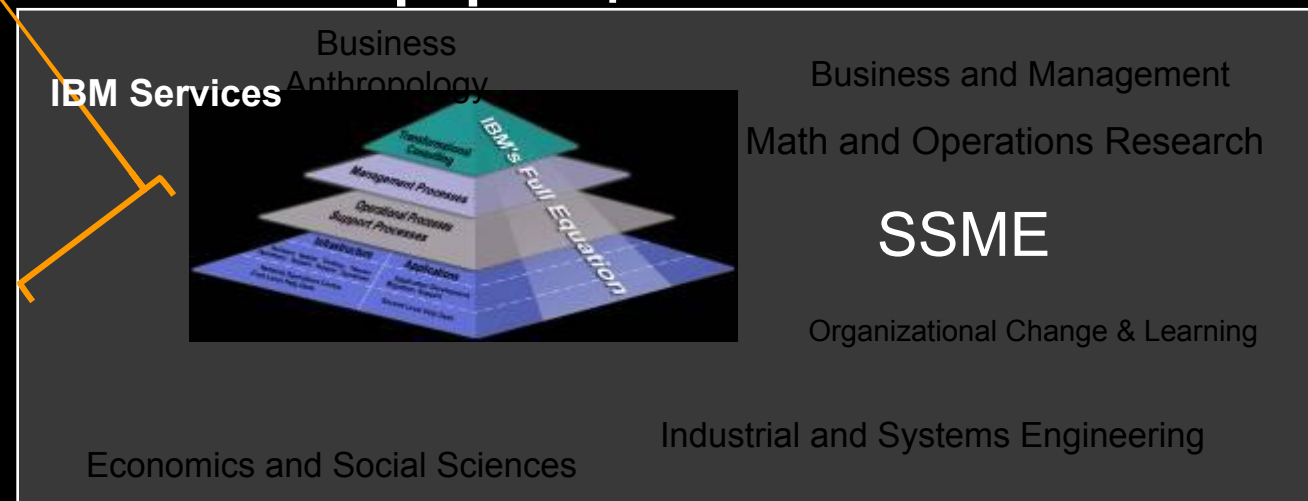 Business
Anthropology
IBM Services
Business and Management
Math and Operations Research
SSME
Organizational Change & Learning
Industrial and Systems Engineering
Economics and Social Sciences
Transformational
Consulting
Management Processes
Operational Processes
Support Processes
Infrastructure
Applications
IBM's Full Equation